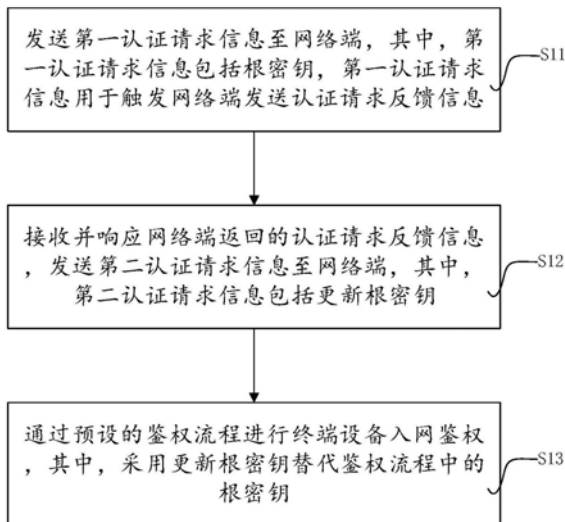 发送第一认证请求信息至网络端，其中，第
一认证请求信息包括根密钥，第一认证请求
信息用于触发网络端发送认证请求反馈信息
S11
接收并响应网络端返回的认证请求反馈信息
，发送第二认证请求信息至网络端，其中，
第二认证请求信息包括更新根密钥
S12
通过预设的鉴权流程进行终端设备入网鉴权
，其中，采用更新根密钥替代鉴权流程中的
根密钥
S13